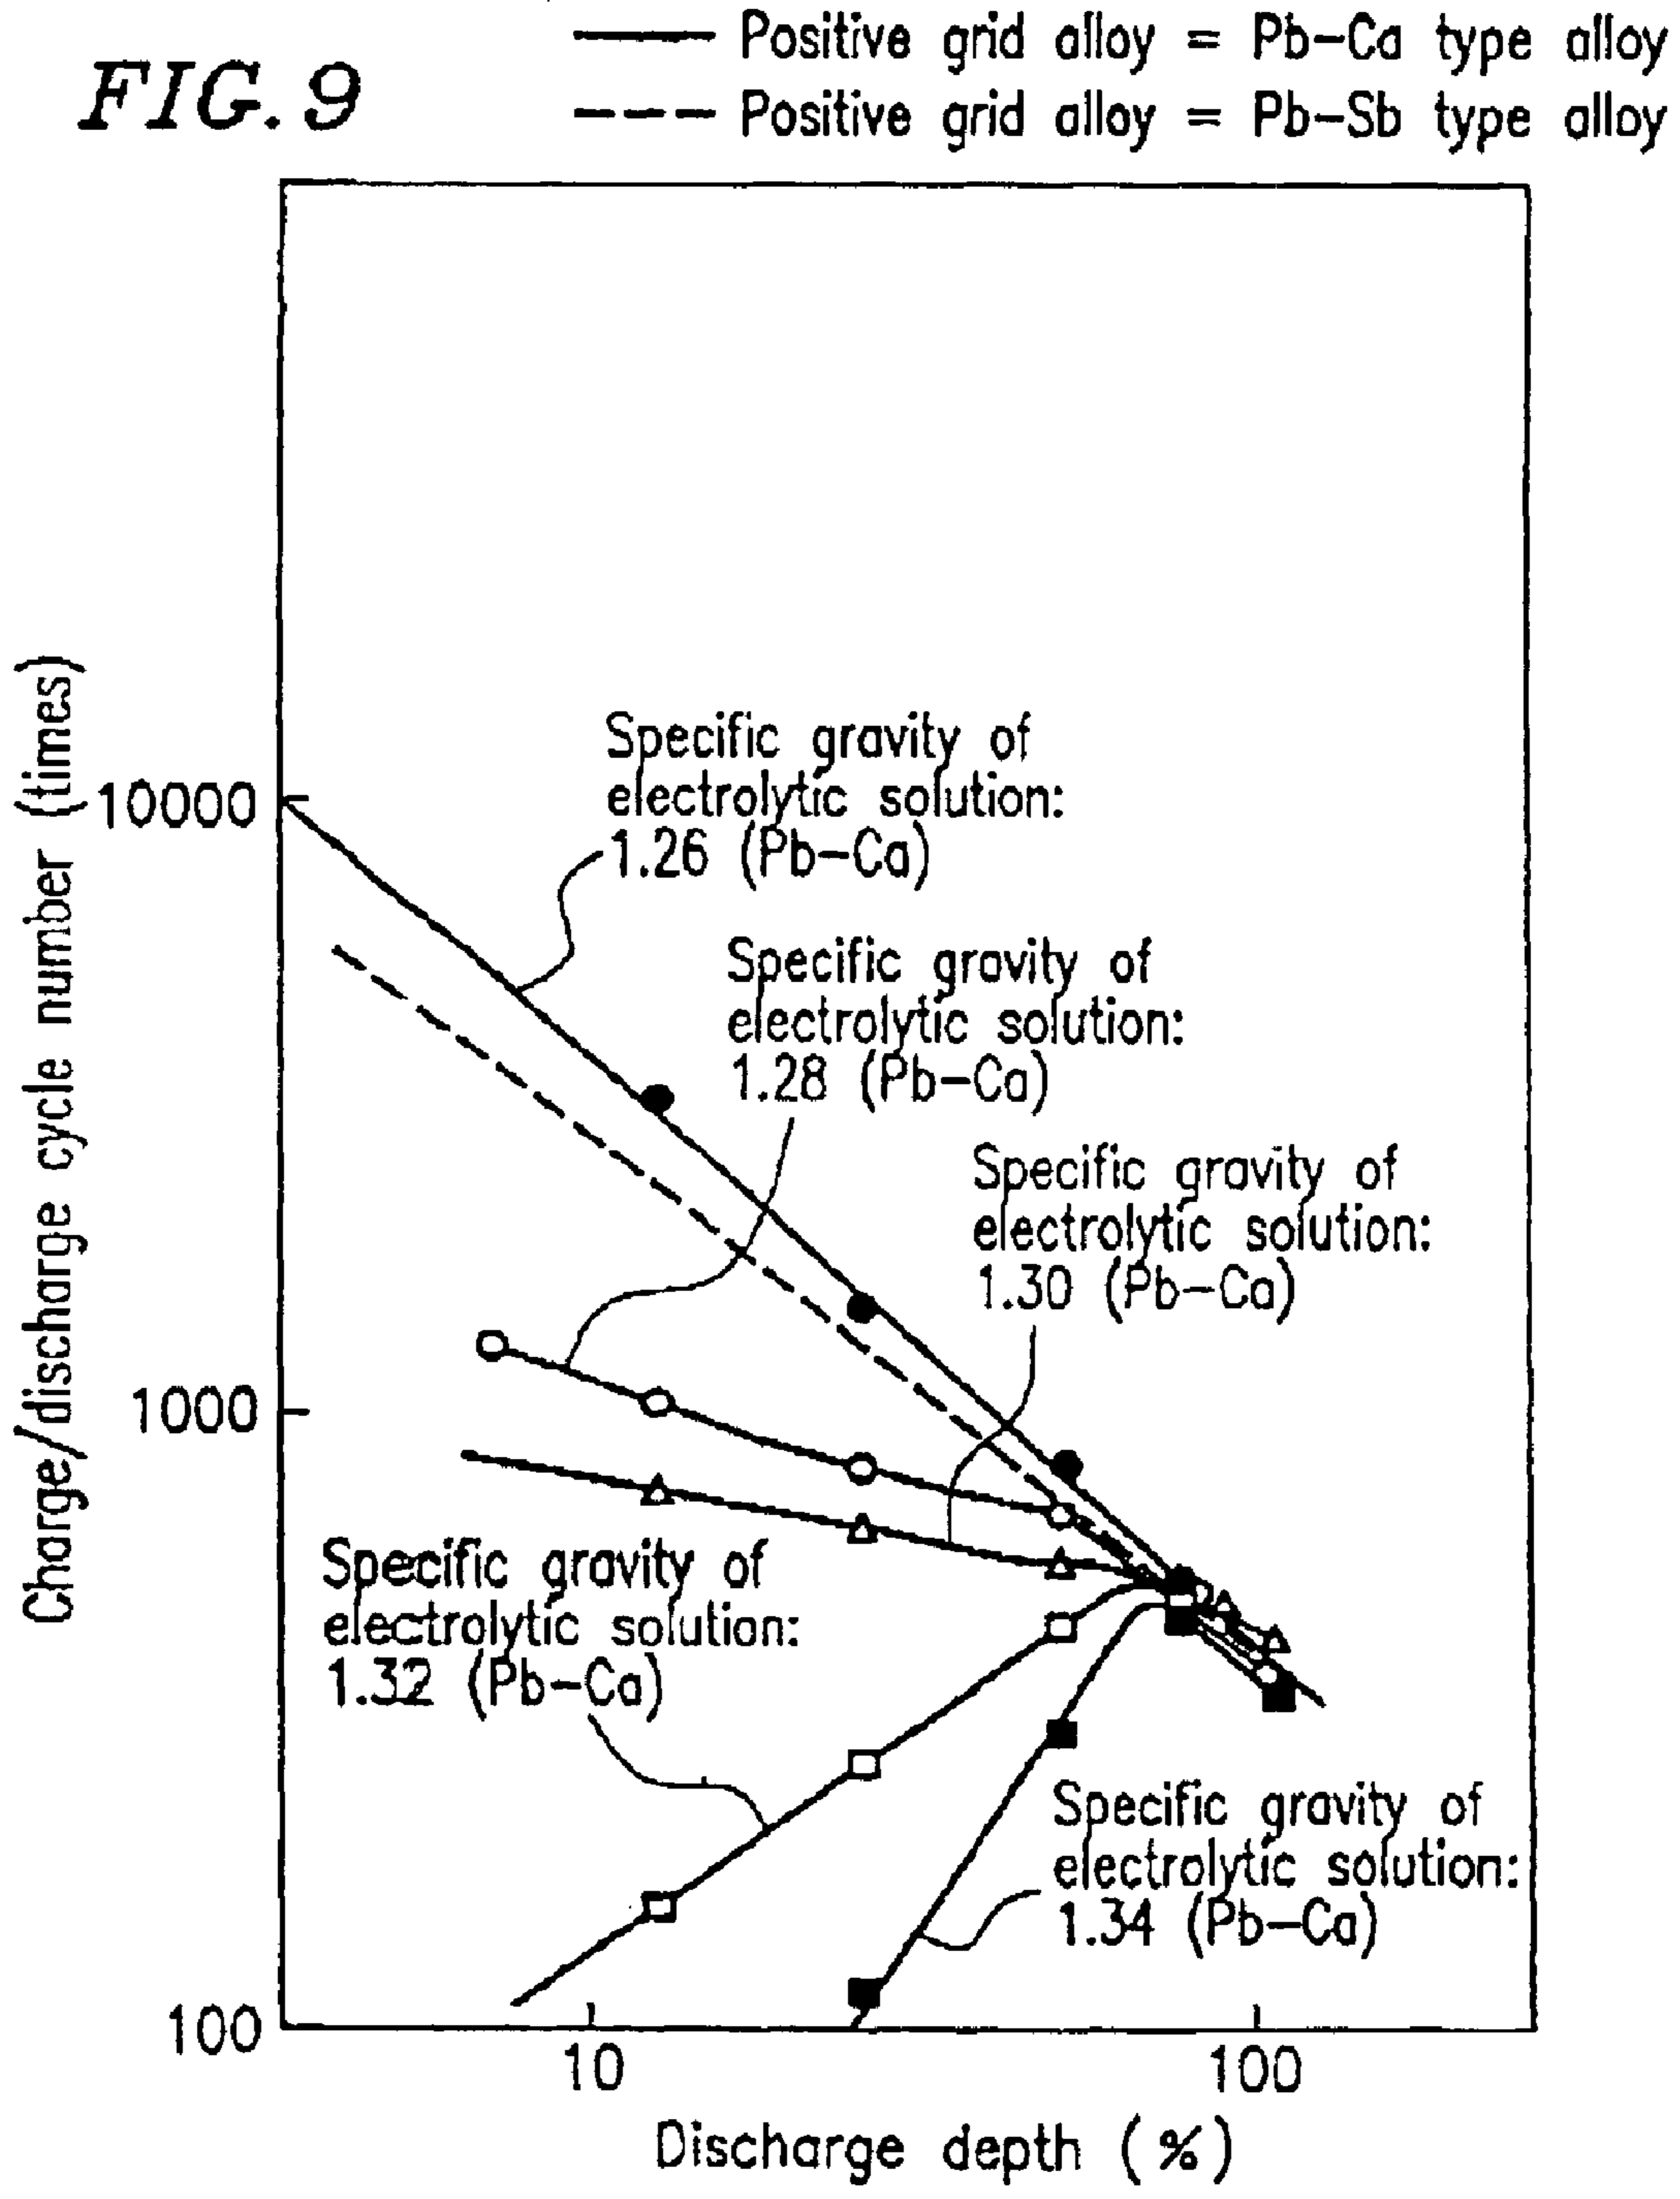 FIG. 9
Positive grid alloy = Pb-Ca type alloy
Positive grid alloy = Pb-Sb type alloy
Charge/discharge cycle number (times)
10000
1000
100
Specific gravity of
electrolytic solution:
1.26 (Pb-Ca)
Specific gravity of
electrolytic solution:
1.28 (Pb-Ca)
Specific gravity of
electrolytic solution:
1.30 (Pb-Ca)
Specific gravity of
electrolytic solution:
1.32 (Pb-Ca)
Specific gravity of
electrolytic solution:
1.34 (Pb-Ca)
10
100
Discharge depth (%)